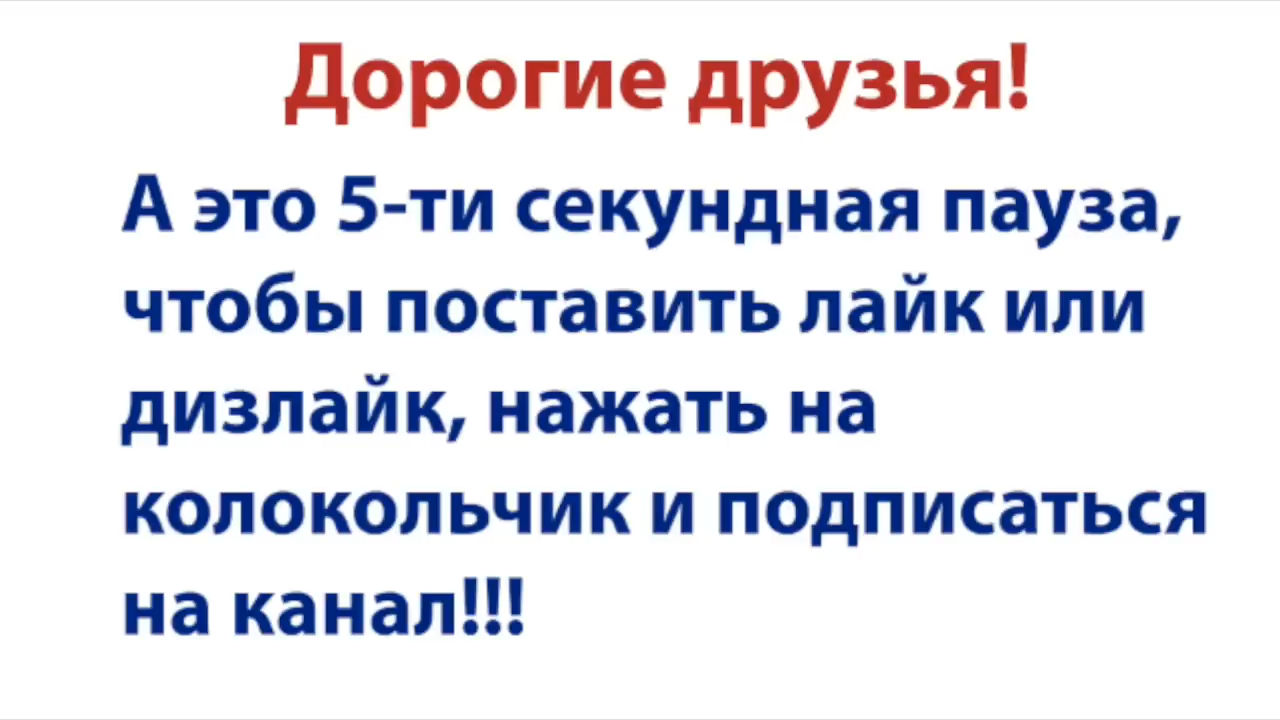 Дорогие друзья!
А это 5-ти секундная пауза,
чтобы поставить лайк или
дизлайк, нажать на
колокольчик и подписаться
на канал!!!